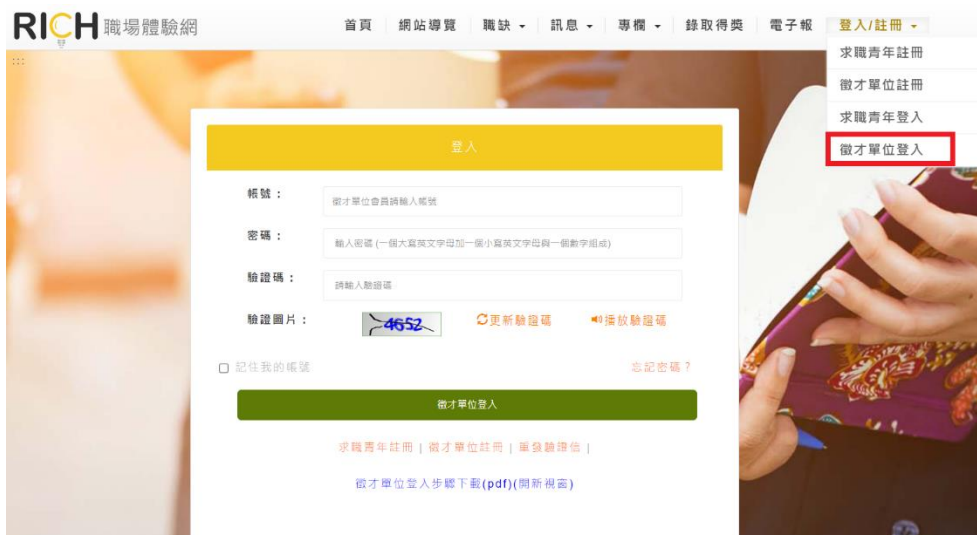 RICH 職場體驗網
首頁 網站導覽 職缺 訊息 專欄 錄取得獎 電子報 登入/註冊
求職青年註冊
徵才單位註冊
求職青年登入
徵才單位登入
:::
登入
帳號：
徵才單位會員請輸入帳號
密碼：
輸入密碼 (一個大寫英文字母加一個小寫英文字母與一個數字組成)
驗證碼：
請輸入驗證碼
驗證圖片：
4652
更新驗證碼 播放驗證碼
記住我的帳號 忘記密碼？
徵才單位登入
求職青年註冊 | 徵才單位註冊 | 重發驗證信 |
徵才單位登入步驟下載(pdf)(開新視窗)